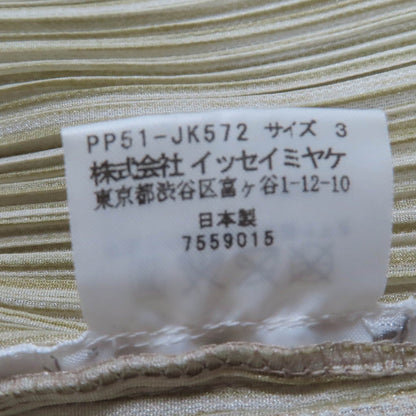 PP51-JK572 サイズ 3
株式会社 イッセイミヤケ
東京都渋谷区富ヶ谷1-12-10
日本製
7559015